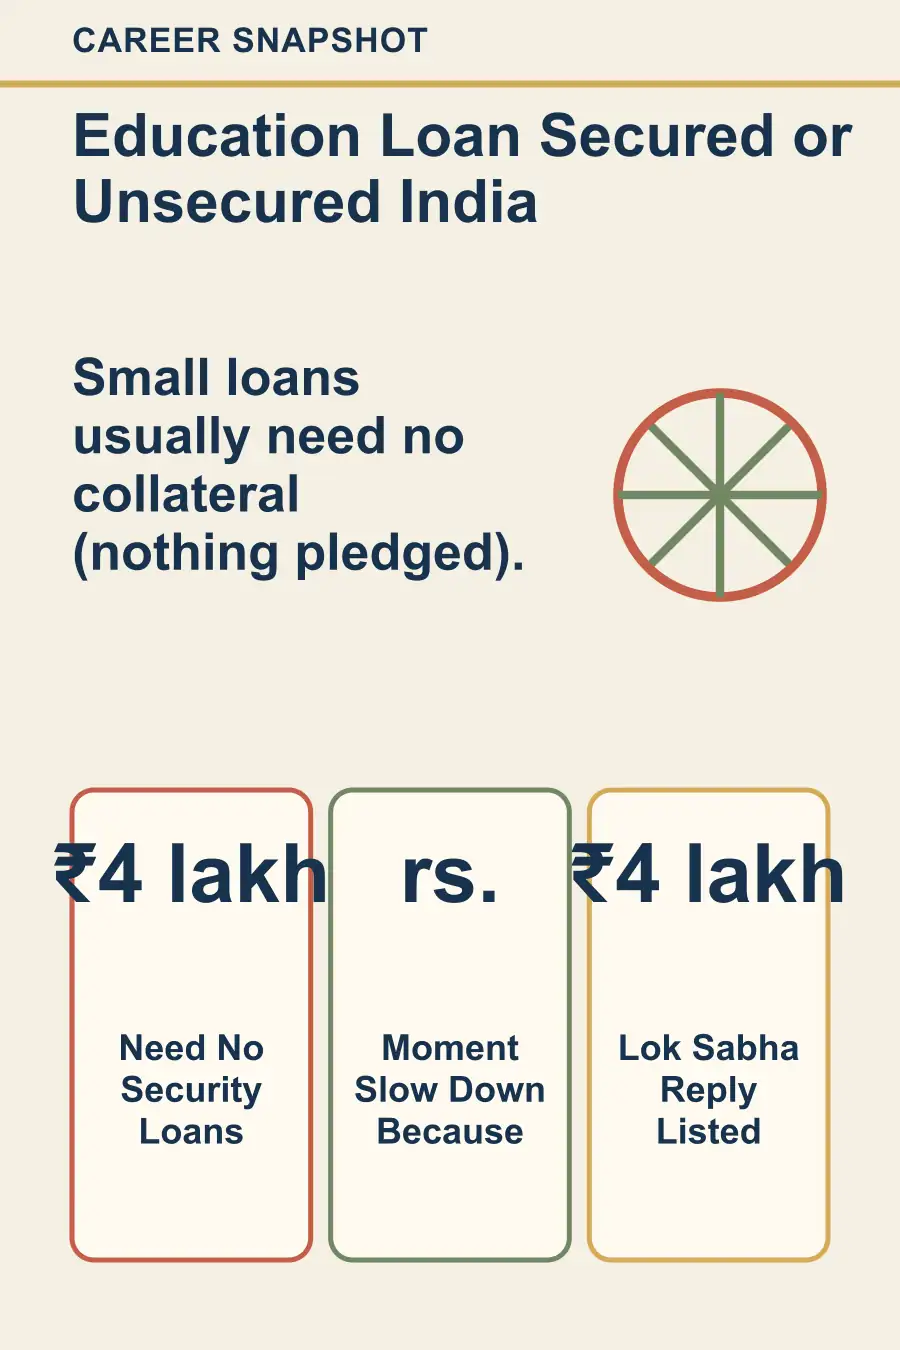 CAREER SNAPSHOT
Education Loan Secured or
Unsecured India
Small loans
usually need no
collateral
(nothing pledged).
₹4 lakh
Need No
Security
Loans
rs.
Moment
Slow Down
Because
₹4 lakh
Lok Sabha
Reply
Listed